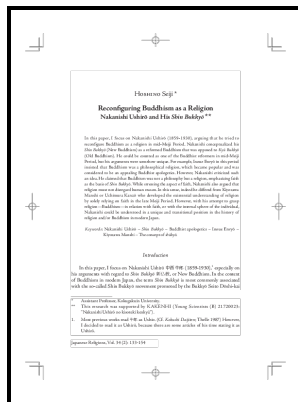 HOSHINO Seiji *
Reconfiguring Buddhism as a Religion
Nakanishi Ushirō and His Shin Bukkyō **
In this paper, I focus on Nakanishi Ushirō (1859-1930), arguing that he tried to
reconfigure Buddhism as a religion in mid-Meiji Period. Nakanishi conceptualized his
Shin Bukkyō (New Buddhism) as a reformed Buddhism that was opposed to Kyū Bukkyō
(Old Buddhism). He could be counted as one of the Buddhist reformers in mid-Meiji
Period, but his arguments were somehow unique. For example, Inoue Enryō in this period
insisted that Buddhism was a philosophical religion, which became popular and was
considered to be an appealing Buddhist apologetics. However, Nakanishi criticized such
an idea. He claimed that Buddhism was not a philosophy but a religion, emphasizing faith
as the basis of Shin Bukkyō. While stressing the aspect of faith, Nakanishi also argued that
religion must not disregard human reason. In this sense, he differed from Kiyozawa
Manshi or Uchimura Kanzō who developed the existential understanding of religion
by solely relying on faith in the late Meiji Period. However, with his attempt to grasp
religion—Buddhism—in relation with faith, or with the internal sphere of the individual,
Nakanishi could be understood in a unique and transitional position in the history of
religion and/or Buddhism in modern Japan.
Keywords: Nakanishi Ushirō – Shin Bukkyō – Buddhist apologetics – Inoue Enryō –
Kiyozawa Manshi – The concept of shūkyō
Introduction
In this paper, I focus on Nakanishi Ushirō 中西牛郎 (1859-1930),¹ especially on
his arguments with regard to Shin Bukkyō 新仏教, or New Buddhism. In the context
of Buddhism in modern Japan, the term Shin Bukkyō is most commonly associated
with the so-called Shin Bukkyō movement promoted by the Bukkyō Seito Dōshi-kai
* Assistant Professor, Kokugakuin University.
** This research was supported by KAKENHI (Young Scientists [B] 21720023:
"Nakanishi Ushirō no kisoteki kenkyū").
1. Most previous works read 牛郎 as Ushio (Cf. Kokushi Daijiten; Thelle 1987) However,
I decided to read it as Ushirō, because there are some articles of his time stating it as
Ushirō.
Japanese Religions, Vol. 34 (2): 133-154